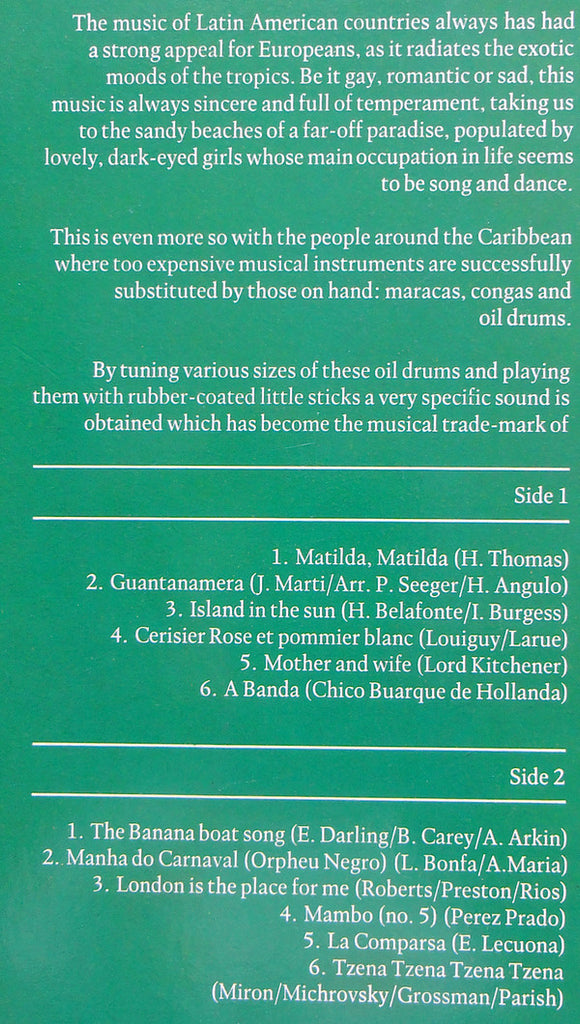 The music of Latin American countries always has had
a strong appeal for Europeans, as it radiates the exotic
moods of the tropics. Be it gay, romantic or sad, this
music is always sincere and full of temperament, taking us
to the sandy beaches of a far-off paradise, populated by
lovely, dark-eyed girls whose main occupation in life seems
to be song and dance.
This is even more so with the people around the Caribbean
where too expensive musical instruments are successfully
substituted by those on hand: maracas, congas and
oil drums.
By tuning various sizes of these oil drums and playing
them with rubber-coated little sticks a very specific sound is
obtained which has become the musical trade-mark of
Side 1
1. Matilda, Matilda (H. Thomas)
2. Guantanamera (J. Marti/Arr. P. Seeger/H. Angulo)
3. Island in the sun (H. Belafonte/I. Burgess)
4. Cerisier Rose et pommier blanc (Louiguy/Larue)
5. Mother and wife (Lord Kitchener)
6. A Banda (Chico Buarque de Hollanda)
Side 2
1. The Banana boat song (E. Darling/B. Carey/A. Arkin)
2. Manha do Carnaval (Orpheu Negro) (L. Bonfa/A.Maria)
3. London is the place for me (Roberts/Preston/Rios)
4. Mambo (no. 5) (Perez Prado)
5. La Comparsa (E. Lecuona)
6. Tzena Tzena Tzena Tzena
(Miron/Michrovsky/Grossman/Parish)